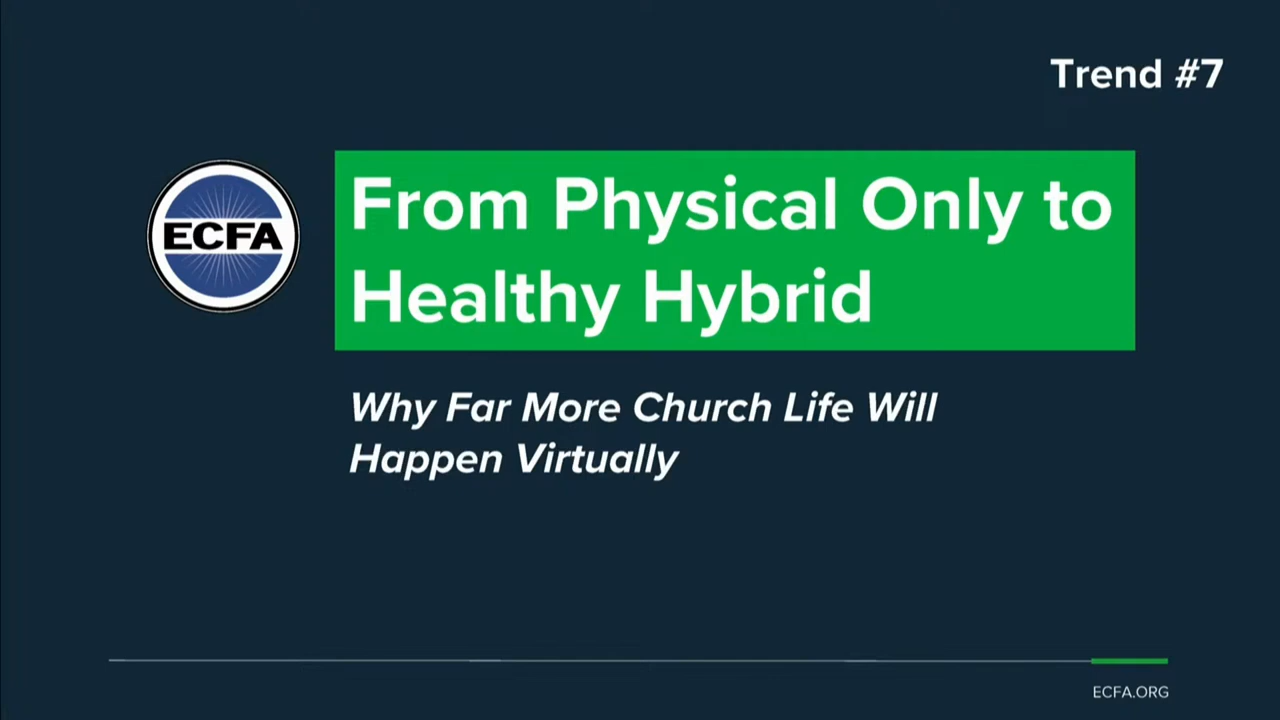 Trend #7
ECFA
From Physical Only to
Healthy Hybrid
Why Far More Church Life Will
Happen Virtually
ECFA.ORG